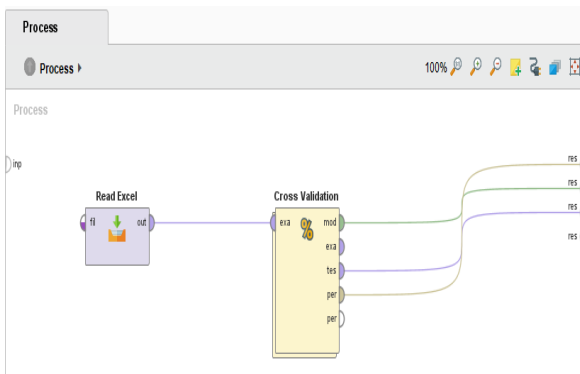 Process
Process
100%
Process
inp
res
res
res
res
Read Excel
fil
out
Cross Validation
exa
mod
exa
tes
per
per
%